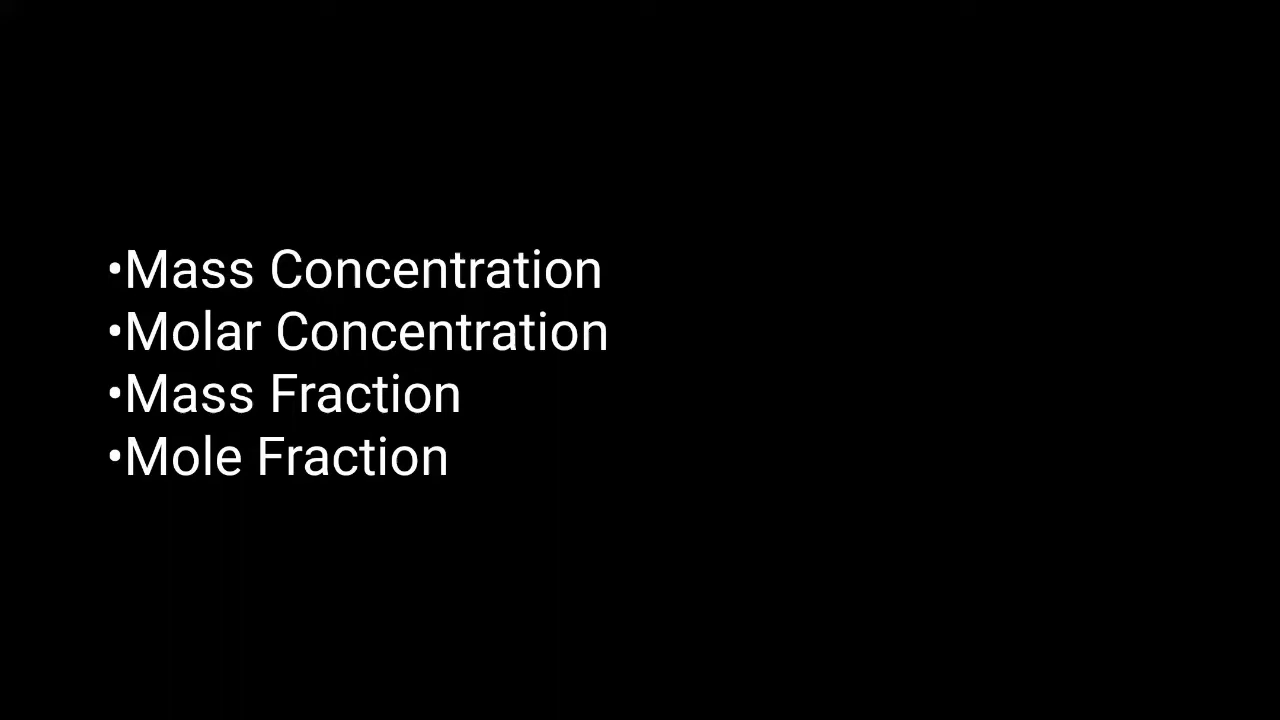 •Mass Concentration
•Molar Concentration
•Mass Fraction
•Mole Fraction